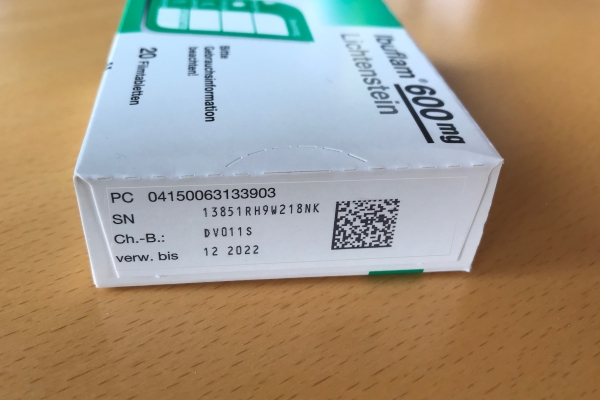 Ibuflam® 600 mg
Lichtenstein
Bitte
Gebrauchsinformation
beachten!
20 Filmtabletten
PC 04150063133903
SN 13851RH9W218NK
Ch.-B.: DV011S
verw. bis 12 2022